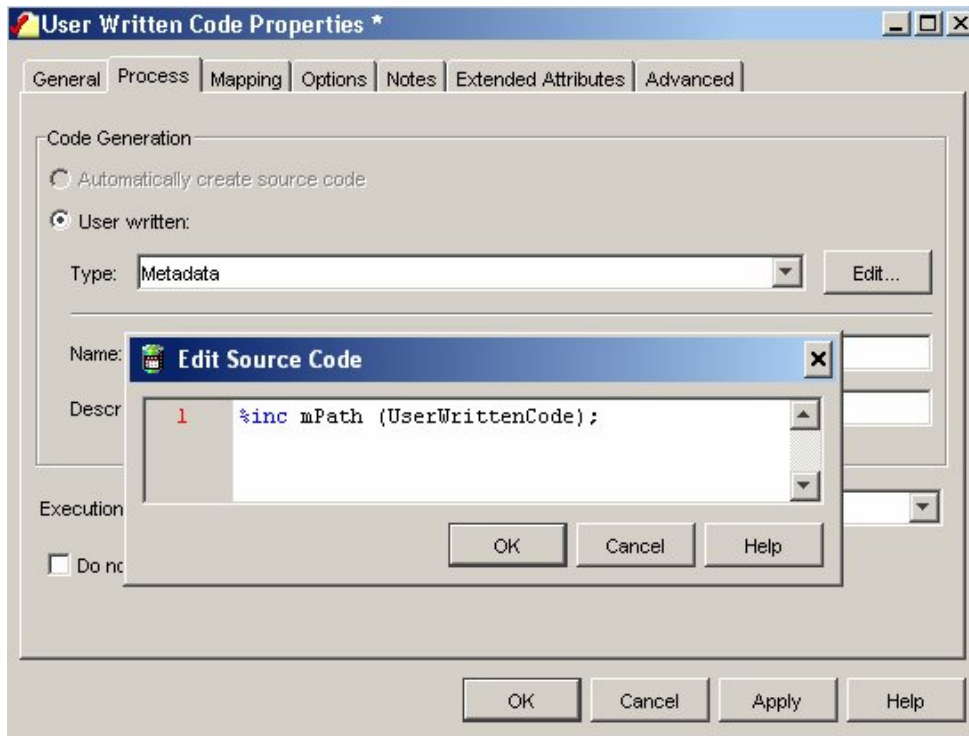 User Written Code Properties *
General Process Mapping Options Notes Extended Attributes Advanced
Code Generation
Automatically create source code
User written:
Type: Metadata Edit...
Name:
Edit Source Code
Descr
1 %inc mPath (UserWrittenCode);
Execution
OK Cancel Help
Do no
OK Cancel Apply Help